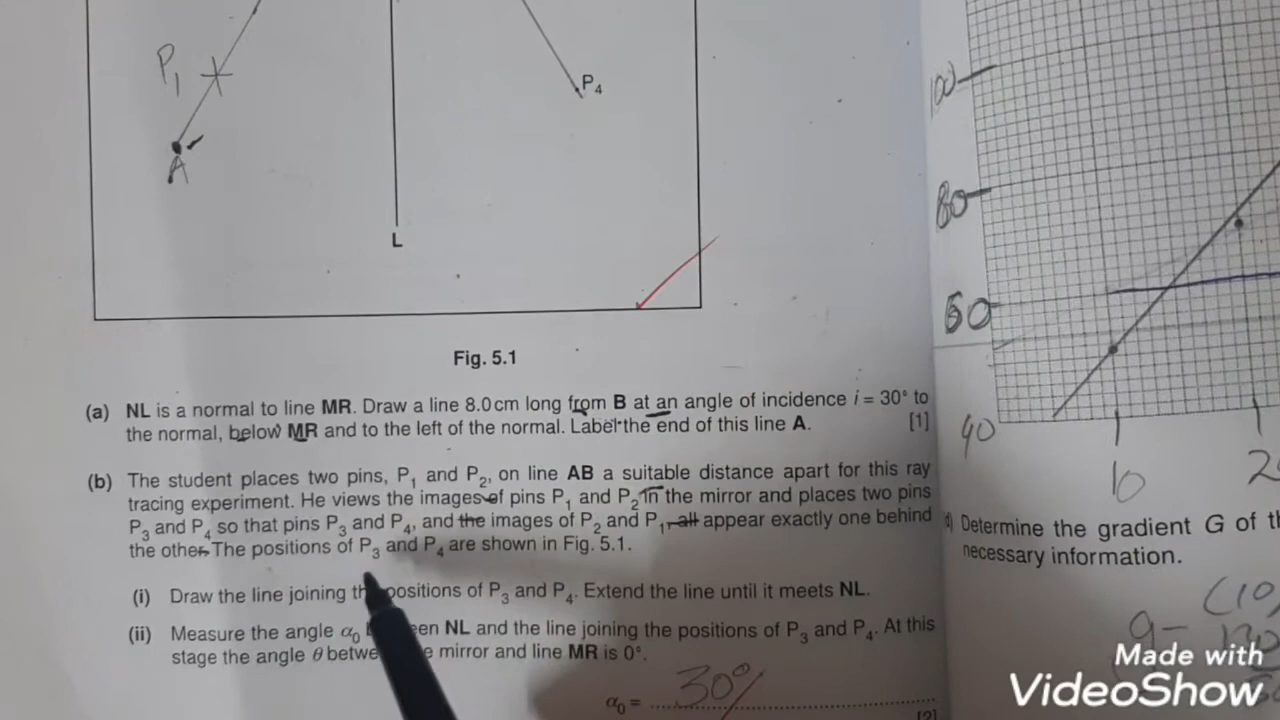 P1
A
P4
L
Fig. 5.1
(a) NL is a normal to line MR. Draw a line 8.0 cm long from B at an angle of incidence i = 30° to
the normal, below MR and to the left of the normal. Label the end of this line A. [1]
(b) The student places two pins, P1 and P2, on line AB a suitable distance apart for this ray
tracing experiment. He views the images of pins P1 and P2 in the mirror and places two pins
P3 and P4 so that pins P3 and P4, and the images of P2 and P1, all appear exactly one behind
the other. The positions of P3 and P4 are shown in Fig. 5.1.
(i) Draw the line joining the positions of P3 and P4. Extend the line until it meets NL.
(ii) Measure the angle α0 between NL and the line joining the positions of P3 and P4. At this
stage the angle θ between the mirror and line MR is 0°.
α0 = 30°
[2]
100
80
60
40
10
Determine the gradient G of
necessary information.
(10,
Made with
VideoShow